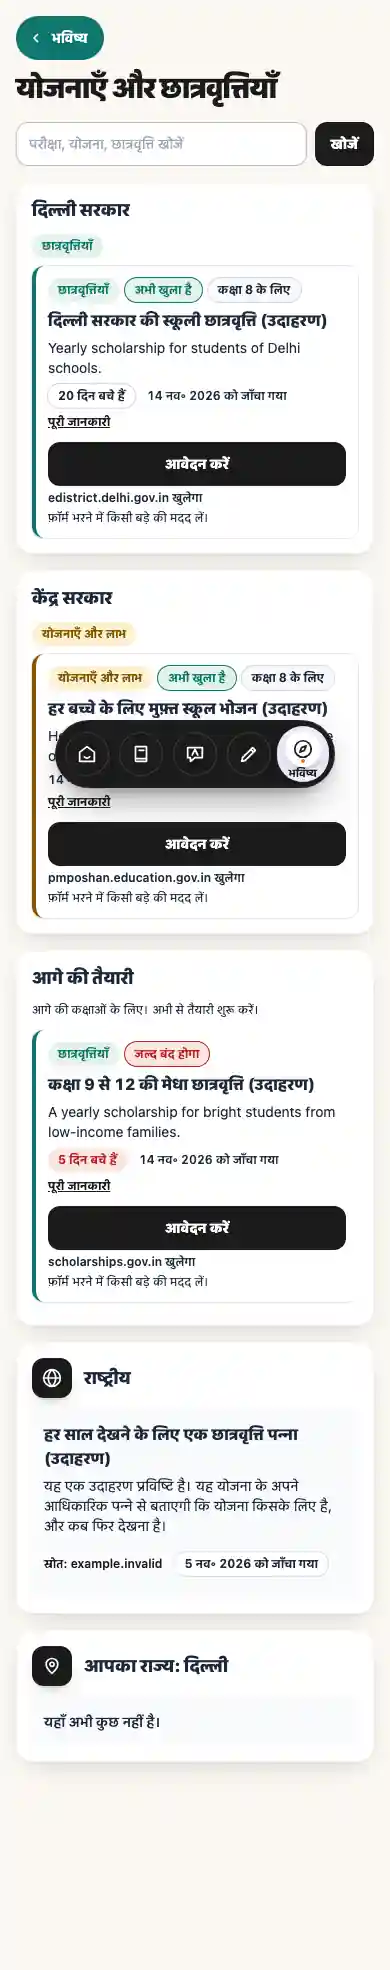 भविष्य
योजनाएँ और छात्रवृत्तियाँ
परीक्षा, योजना, छात्रवृत्ति खोजें
खोजें
दिल्ली सरकार
छात्रवृत्तियाँ
छात्रवृत्तियाँ अभी खुला है कक्षा 8 के लिए
दिल्ली सरकार की स्कूली छात्रवृत्ति (उदाहरण)
Yearly scholarship for students of Delhi
schools.
20 दिन बचे हैं 14 नव॰ 2026 को जाँचा गया
पूरी जानकारी
आवेदन करें
edistrict.delhi.gov.in खुलेगा
फ़ॉर्म भरने में किसी बड़े की मदद लें।
केंद्र सरकार
योजनाएँ और लाभ
योजनाएँ और लाभ अभी खुला है कक्षा 8 के लिए
हर बच्चे के लिए मुफ़्त स्कूल भोजन (उदाहरण)
14
भविष्य
पूरी जानकारी
आवेदन करें
pmposhan.education.gov.in खुलेगा
फ़ॉर्म भरने में किसी बड़े की मदद लें।
आगे की तैयारी
आगे की कक्षाओं के लिए। अभी से तैयारी शुरू करें।
छात्रवृत्तियाँ जल्द बंद होगा
कक्षा 9 से 12 की मेधा छात्रवृत्ति (उदाहरण)
A yearly scholarship for bright students from
low-income families.
5 दिन बचे हैं 14 नव॰ 2026 को जाँचा गया
पूरी जानकारी
आवेदन करें
scholarships.gov.in खुलेगा
फ़ॉर्म भरने में किसी बड़े की मदद लें।
राष्ट्रीय
हर साल देखने के लिए एक छात्रवृत्ति पन्ना
(उदाहरण)
यह एक उदाहरण प्रविष्टि है। यह योजना के अपने
आधिकारिक पन्ने से बताएगी कि योजना किसके लिए है,
और कब फिर देखना है।
स्रोत: example.invalid 5 नव॰ 2026 को जाँचा गया
आपका राज्य: दिल्ली
यहाँ अभी कुछ नहीं है।